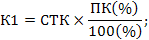 К1 = СТК × ПК(%)/100(%);